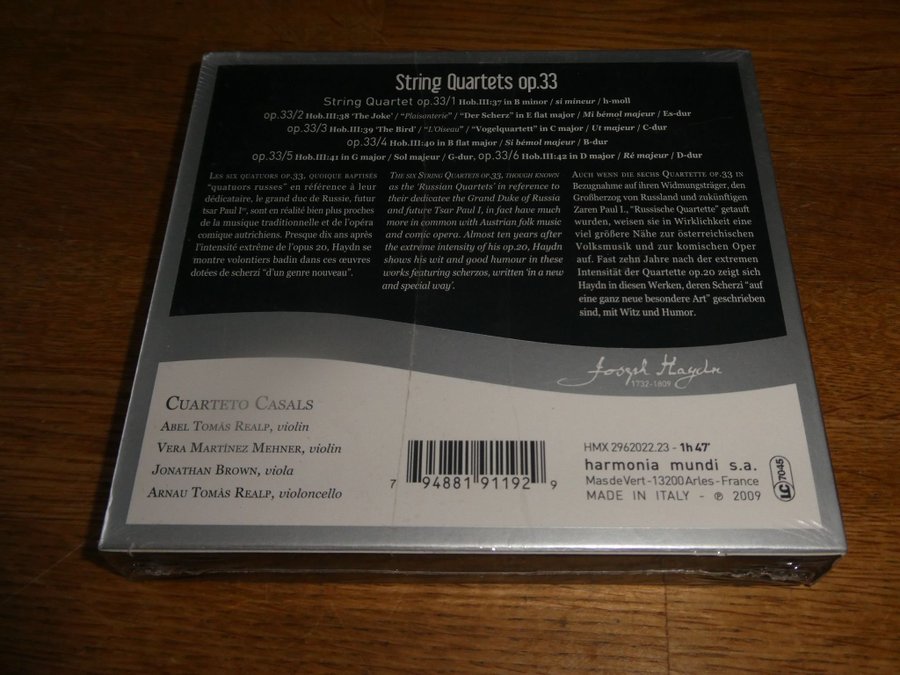 String Quartets op.33
String Quartet op.33/1 Hob.III:37 in B minor / si mineur / h-moll
op.33/2 Hob.III:38 'The Joke' / "Plaisanterie" / "Der Scherz" in E flat major / Mi bémol majeur / Es-dur
op.33/3 Hob.III:39 'The Bird' / "L'Oiseau" / "Vogelquartett" in C major / Ut majeur / C-dur
op.33/4 Hob.III:40 in B flat major / Si bémol majeur / B-dur
op.33/5 Hob.III:41 in G major / Sol majeur / G-dur, op.33/6 Hob.III:42 in D major / Ré majeur / D-dur
Les six quatuors op.33, quoique baptisés
"quatuors russes" en référence à leur
dédicataire, le grand duc de Russie, futur
tsar Paul Ier, sont en réalité bien plus proches
de la musique traditionnelle et de l'opéra
comique autrichiens. Presque dix ans après
l'intensité extrême de l'opus 20, Haydn se
montre volontiers badin dans ces œuvres
dotées de scherzi "d'un genre nouveau".
The six String Quartets op.33, though known
as the 'Russian Quartets' in reference to
their dedicatee the Grand Duke of Russia
and future Tsar Paul I, in fact have much
more in common with Austrian folk music
and comic opera. Almost ten years after
the extreme intensity of his op.20, Haydn
shows his wit and good humour in these
works featuring scherzos, written 'in a new
and special way'.
Auch wenn die sechs Quartette op.33 in
Bezugnahme auf ihren Widmungsträger, den
Großherzog von Russland und zukünftigen
Zaren Paul I., "Russische Quartette" getauft
wurden, weisen sie in Wirklichkeit eine
viel größere Nähe zur österreichischen
Volksmusik und zur komischen Oper
auf. Fast zehn Jahre nach der extremen
Intensität der Quartette op.20 zeigt sich
Haydn in diesen Werken, deren Scherzi "auf
eine ganz neue besondere Art" geschrieben
sind, mit Witz und Humor.
Joseph Haydn
1732-1809
Cuarteto Casals
Abel Tomàs Realp, violin
Vera Martínez Mehner, violin
Jonathan Brown, viola
Arnau Tomàs Realp, violoncello
7 94881 91192 9
HMX 2962022.23 - 1h 47'
harmonia mundi s.a.
Mas de Vert - 13200 Arles - France
MADE IN ITALY - ℗ 2009
LC 7045